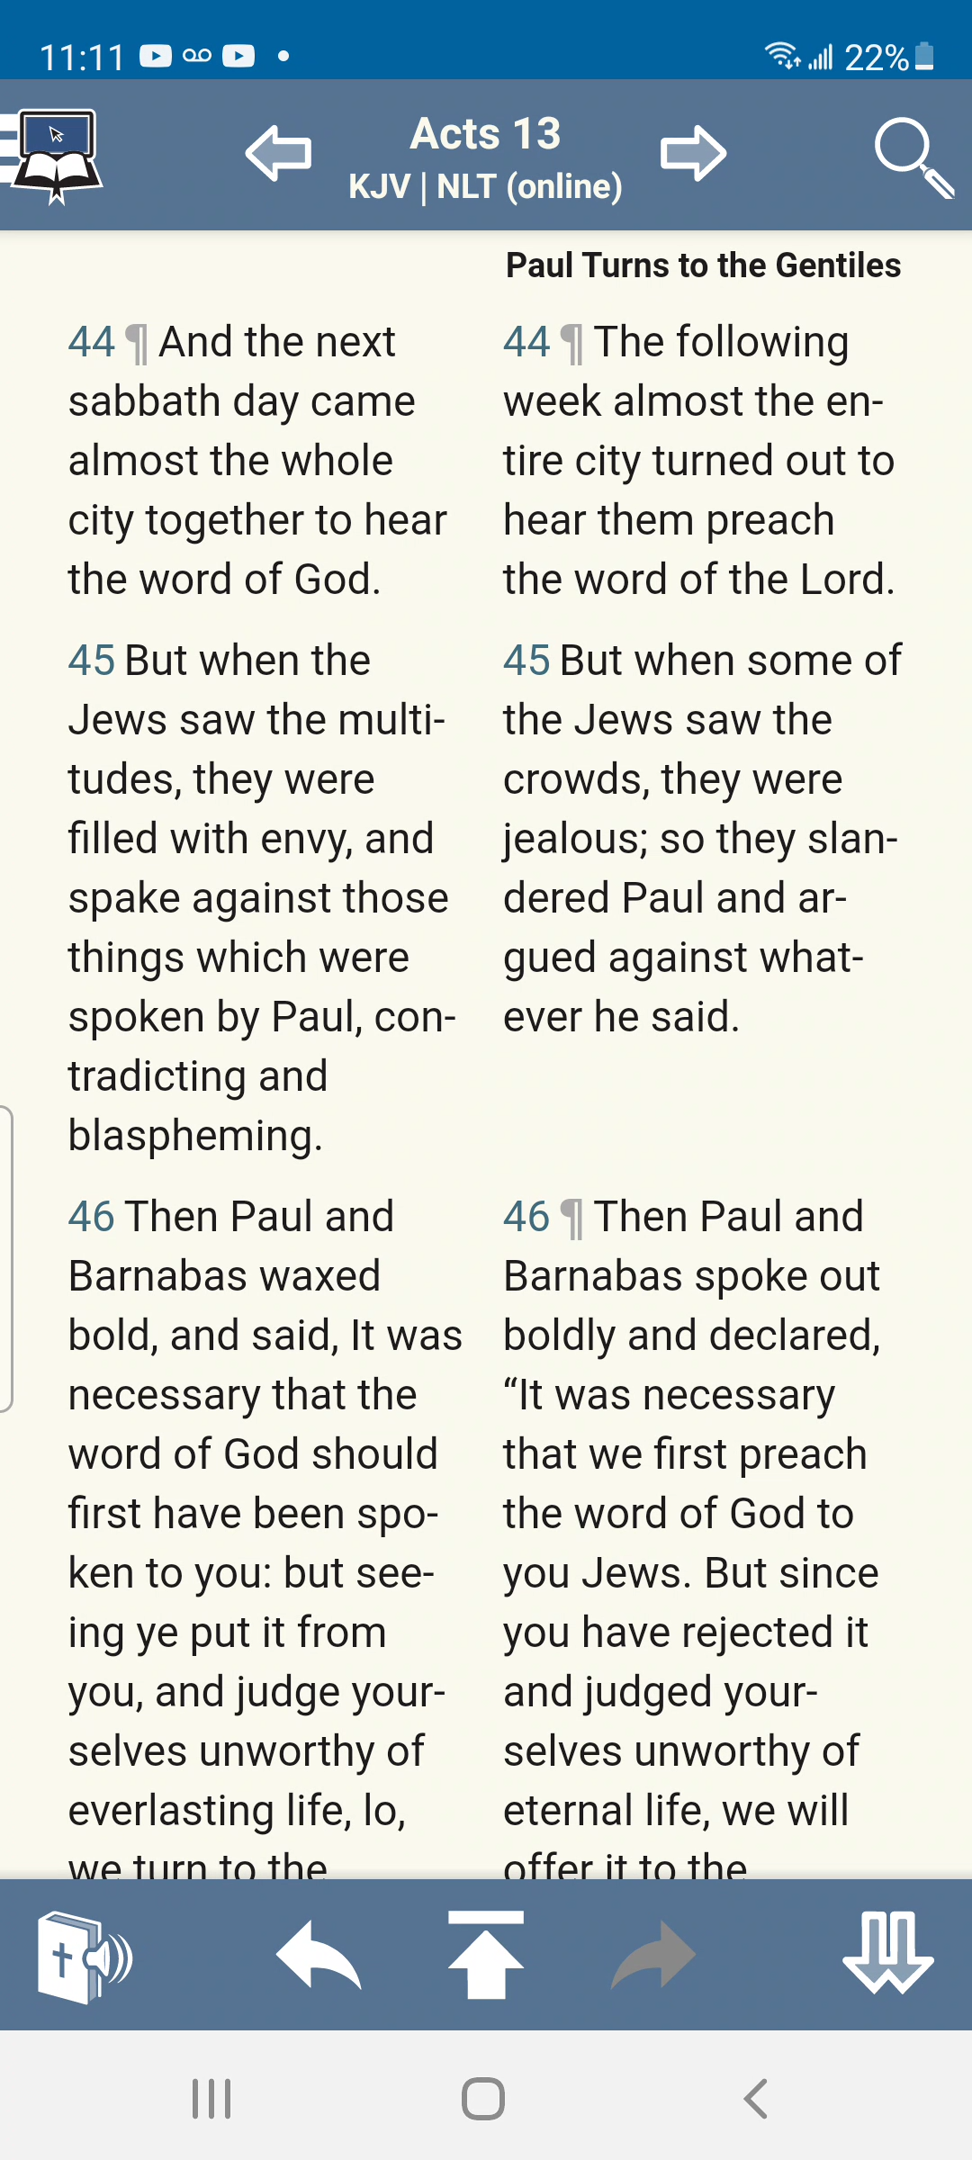 11:11
22%
Acts 13
KJV | NLT (online)
Paul Turns to the Gentiles
44 ¶ And the next
sabbath day came
almost the whole
city together to hear
the word of God.
44 ¶ The following
week almost the en-
tire city turned out to
hear them preach
the word of the Lord.
45 But when the
Jews saw the multi-
tudes, they were
filled with envy, and
spake against those
things which were
spoken by Paul, con-
tradicting and
blaspheming.
45 But when some of
the Jews saw the
crowds, they were
jealous; so they slan-
dered Paul and ar-
gued against what-
ever he said.
46 Then Paul and
Barnabas waxed
bold, and said, It was
necessary that the
word of God should
first have been spo-
ken to you: but see-
ing ye put it from
you, and judge your-
selves unworthy of
everlasting life, lo,
we turn to the
46 ¶ Then Paul and
Barnabas spoke out
boldly and declared,
“It was necessary
that we first preach
the word of God to
you Jews. But since
you have rejected it
and judged your-
selves unworthy of
eternal life, we will
offer it to the